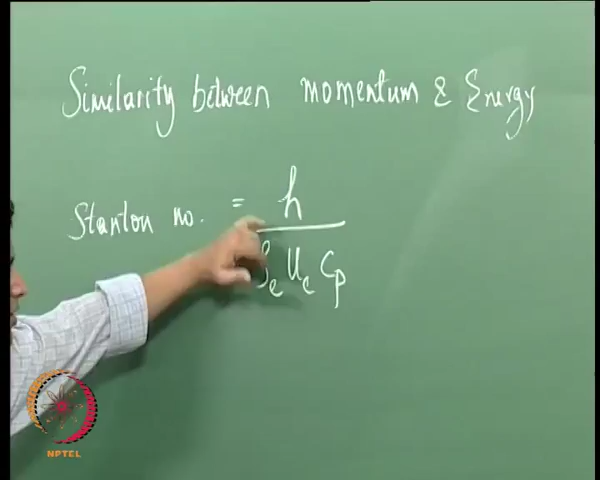 Similarity between momentum & Energy
Stanton no. = h
ρe Ue Cp
NPTEL